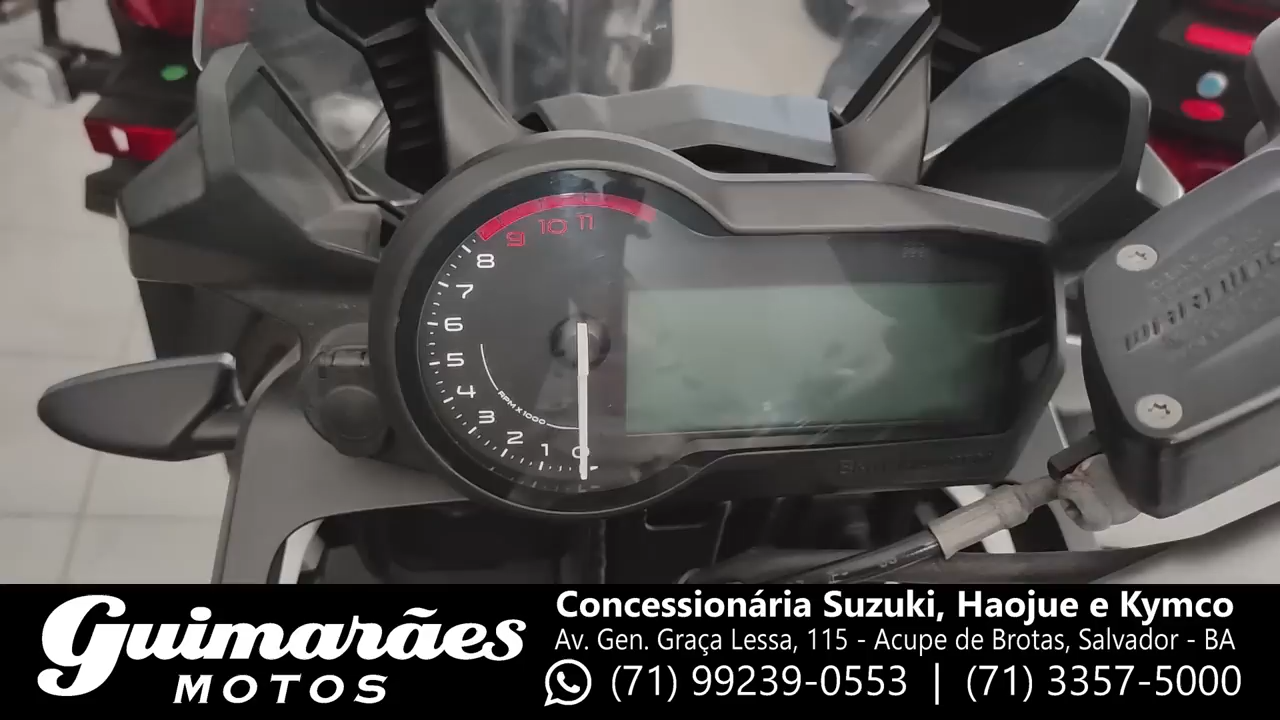 9 10 11
8
7
6
5
4
3
2
1
0
RPM X 1000
Guimarães
MOTOS
Concessionária Suzuki, Haojue e Kymco
Av. Gen. Graça Lessa, 115 - Acupe de Brotas, Salvador - BA
(71) 99239-0553 | (71) 3357-5000